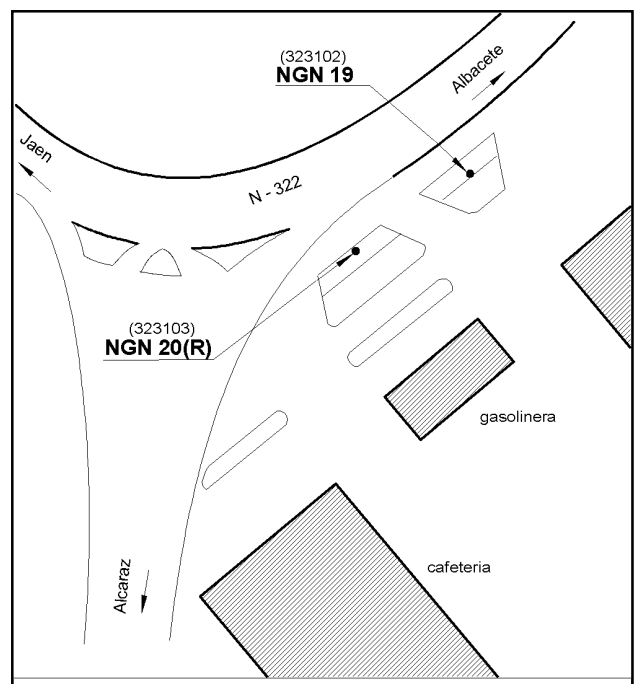 (323102)
NGN 19
Albacete
Jaen
N - 322
(323103)
NGN 20(R)
gasolinera
cafeteria
Alcaraz